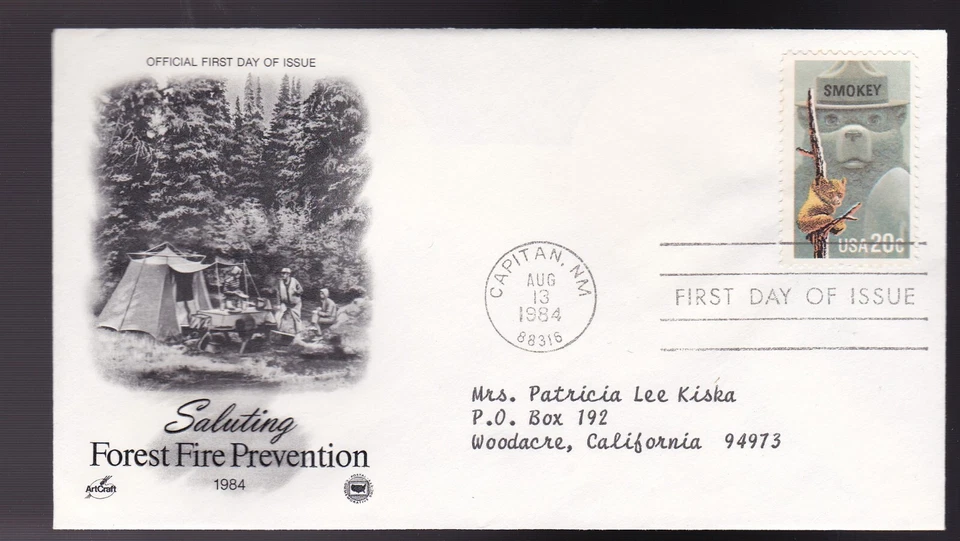 OFFICIAL FIRST DAY OF ISSUE
SMOKEY
USA 20c
CAPITAN, NM
AUG
13
1984
88316
FIRST DAY OF ISSUE
Mrs. Patricia Lee Kiska
P.O. Box 192
Woodacre, California 94973
Saluting
Forest Fire Prevention
1984
ArtCraft